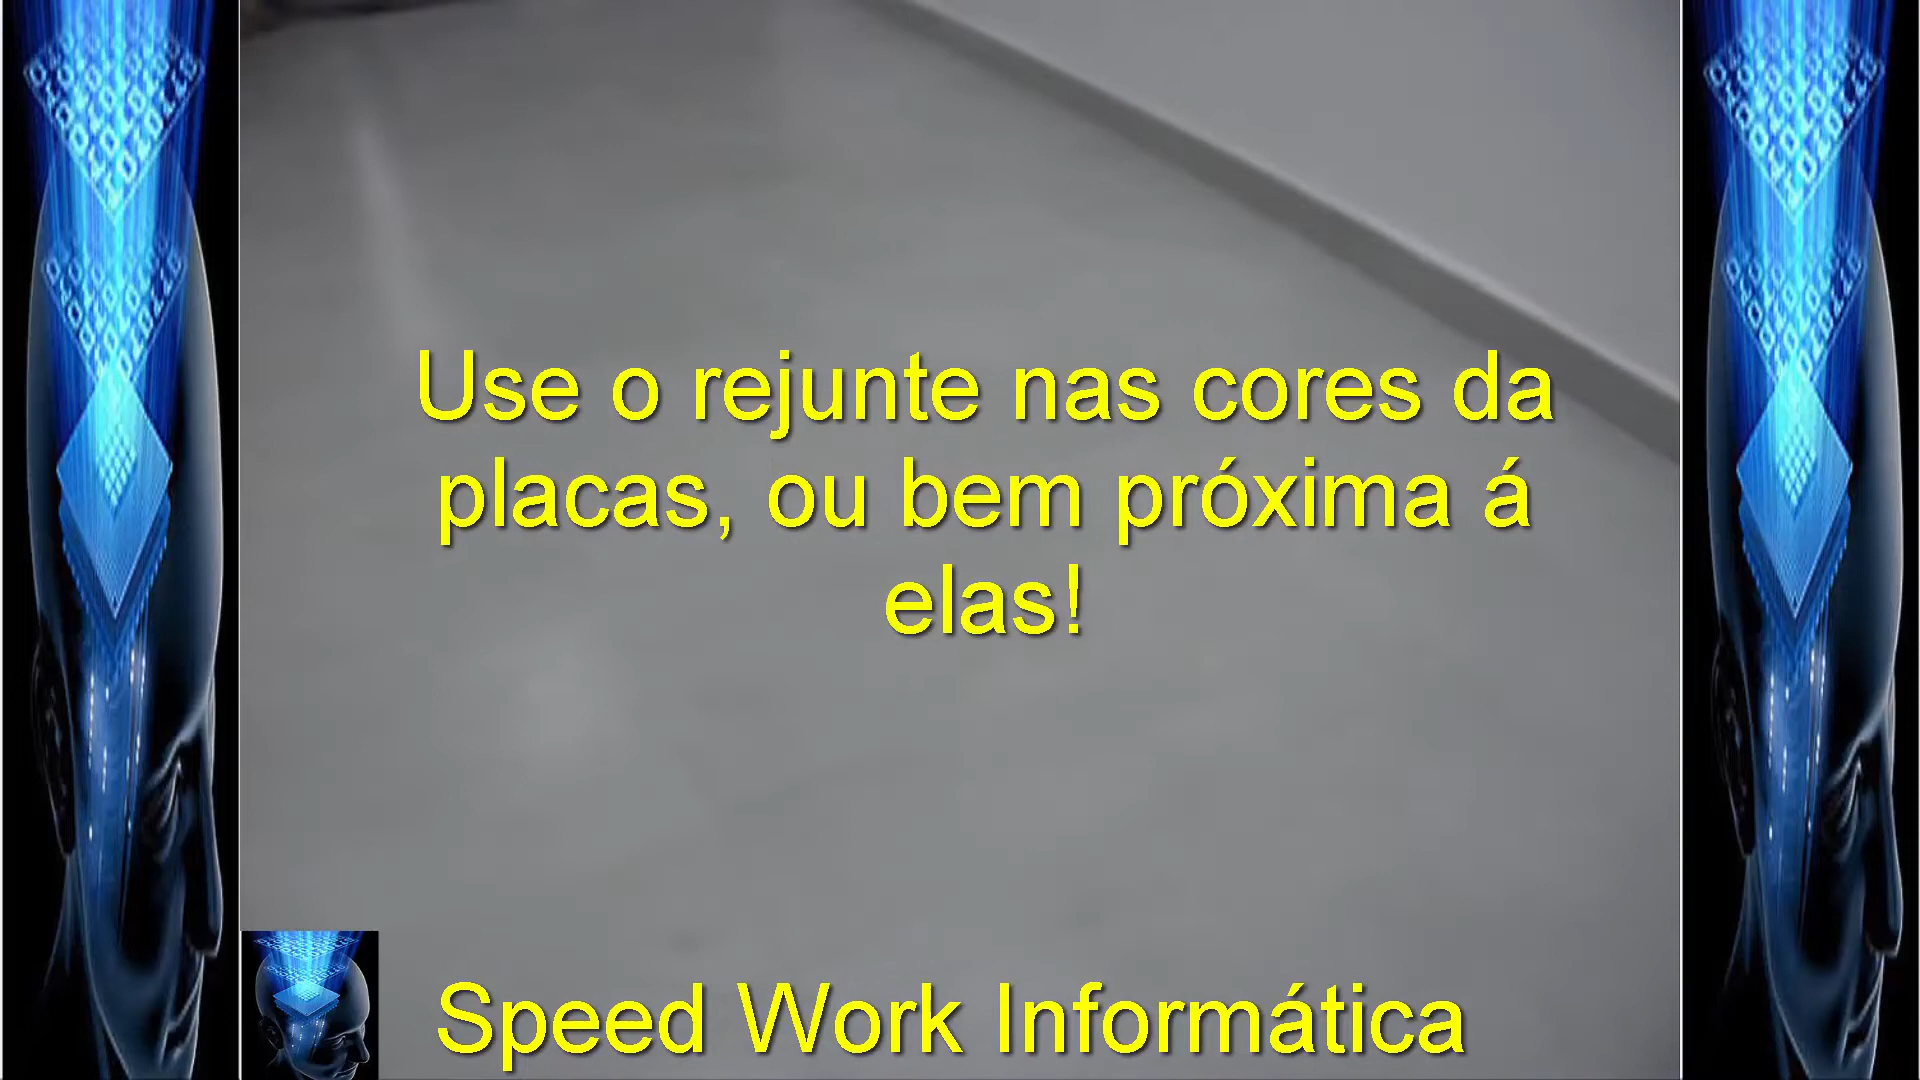 Use o rejunte nas cores da
placas, ou bem próxima á
elas!
Speed Work Informática